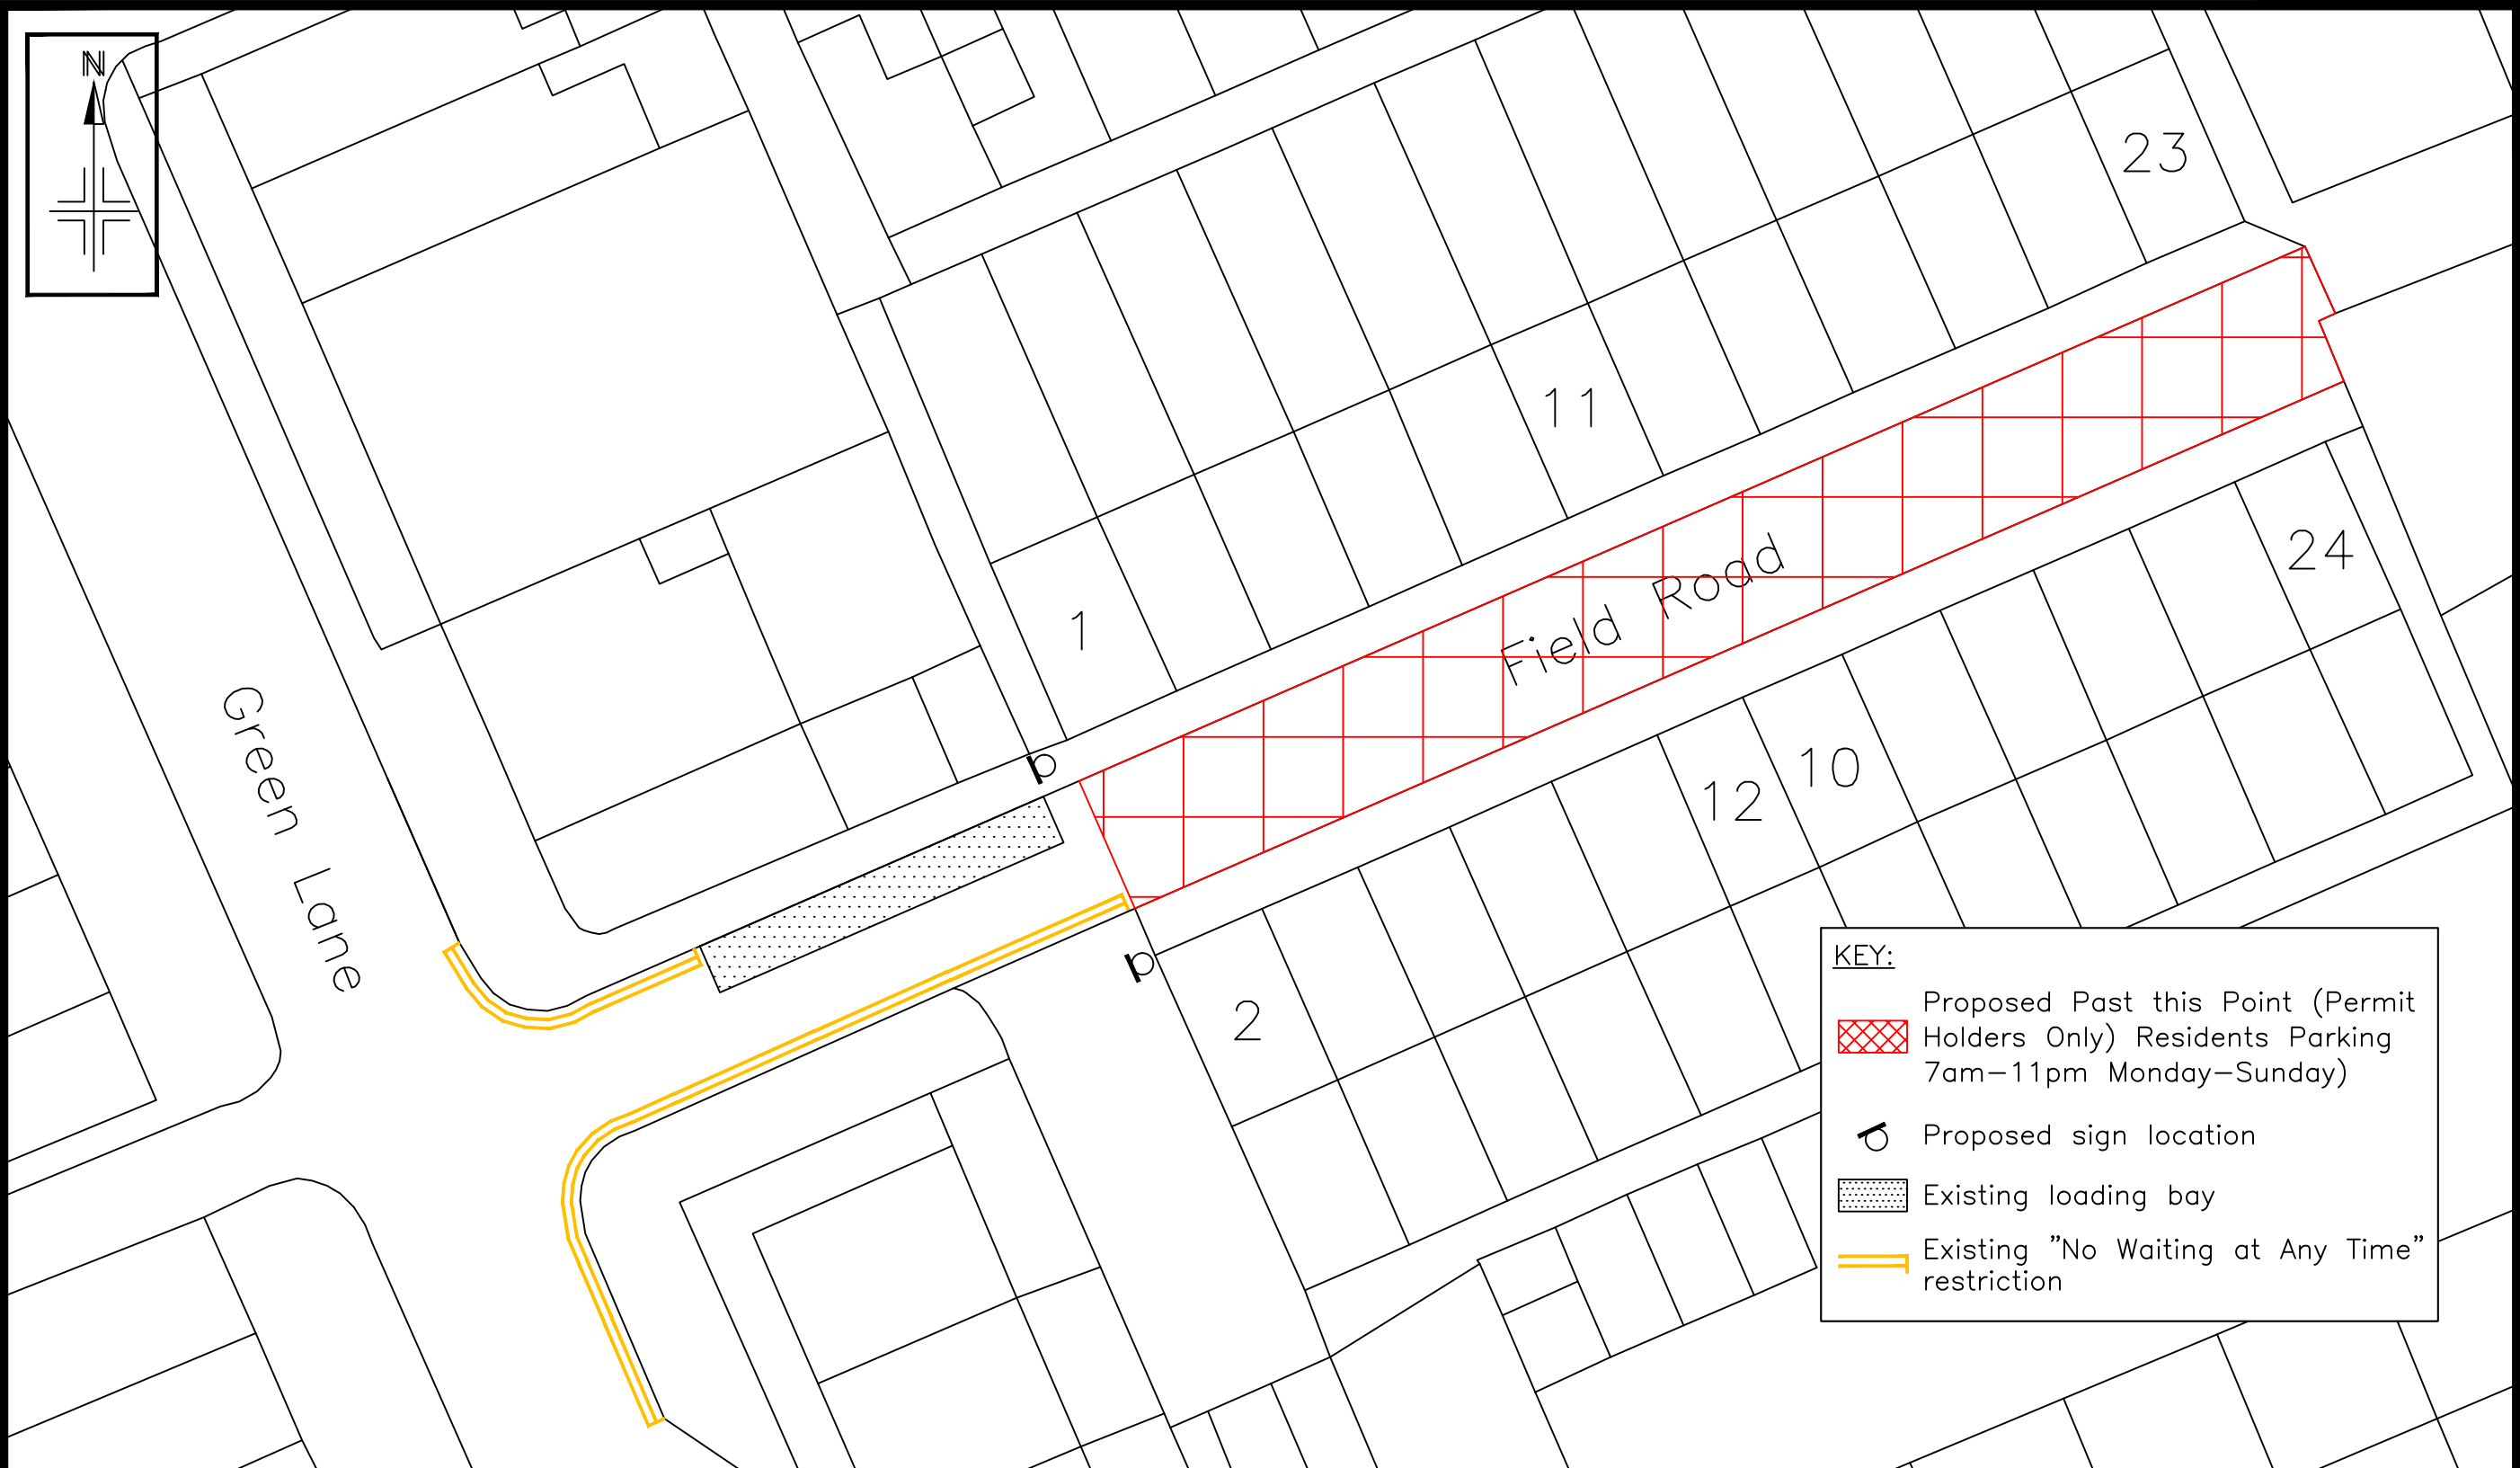 N
23
11
24
1
Field Road
Green Lane
12
10
2
KEY:
Proposed Past this Point (Permit
Holders Only) Residents Parking
7am-11pm Monday-Sunday)
Proposed sign location
Existing loading bay
Existing "No Waiting at Any Time"
restriction